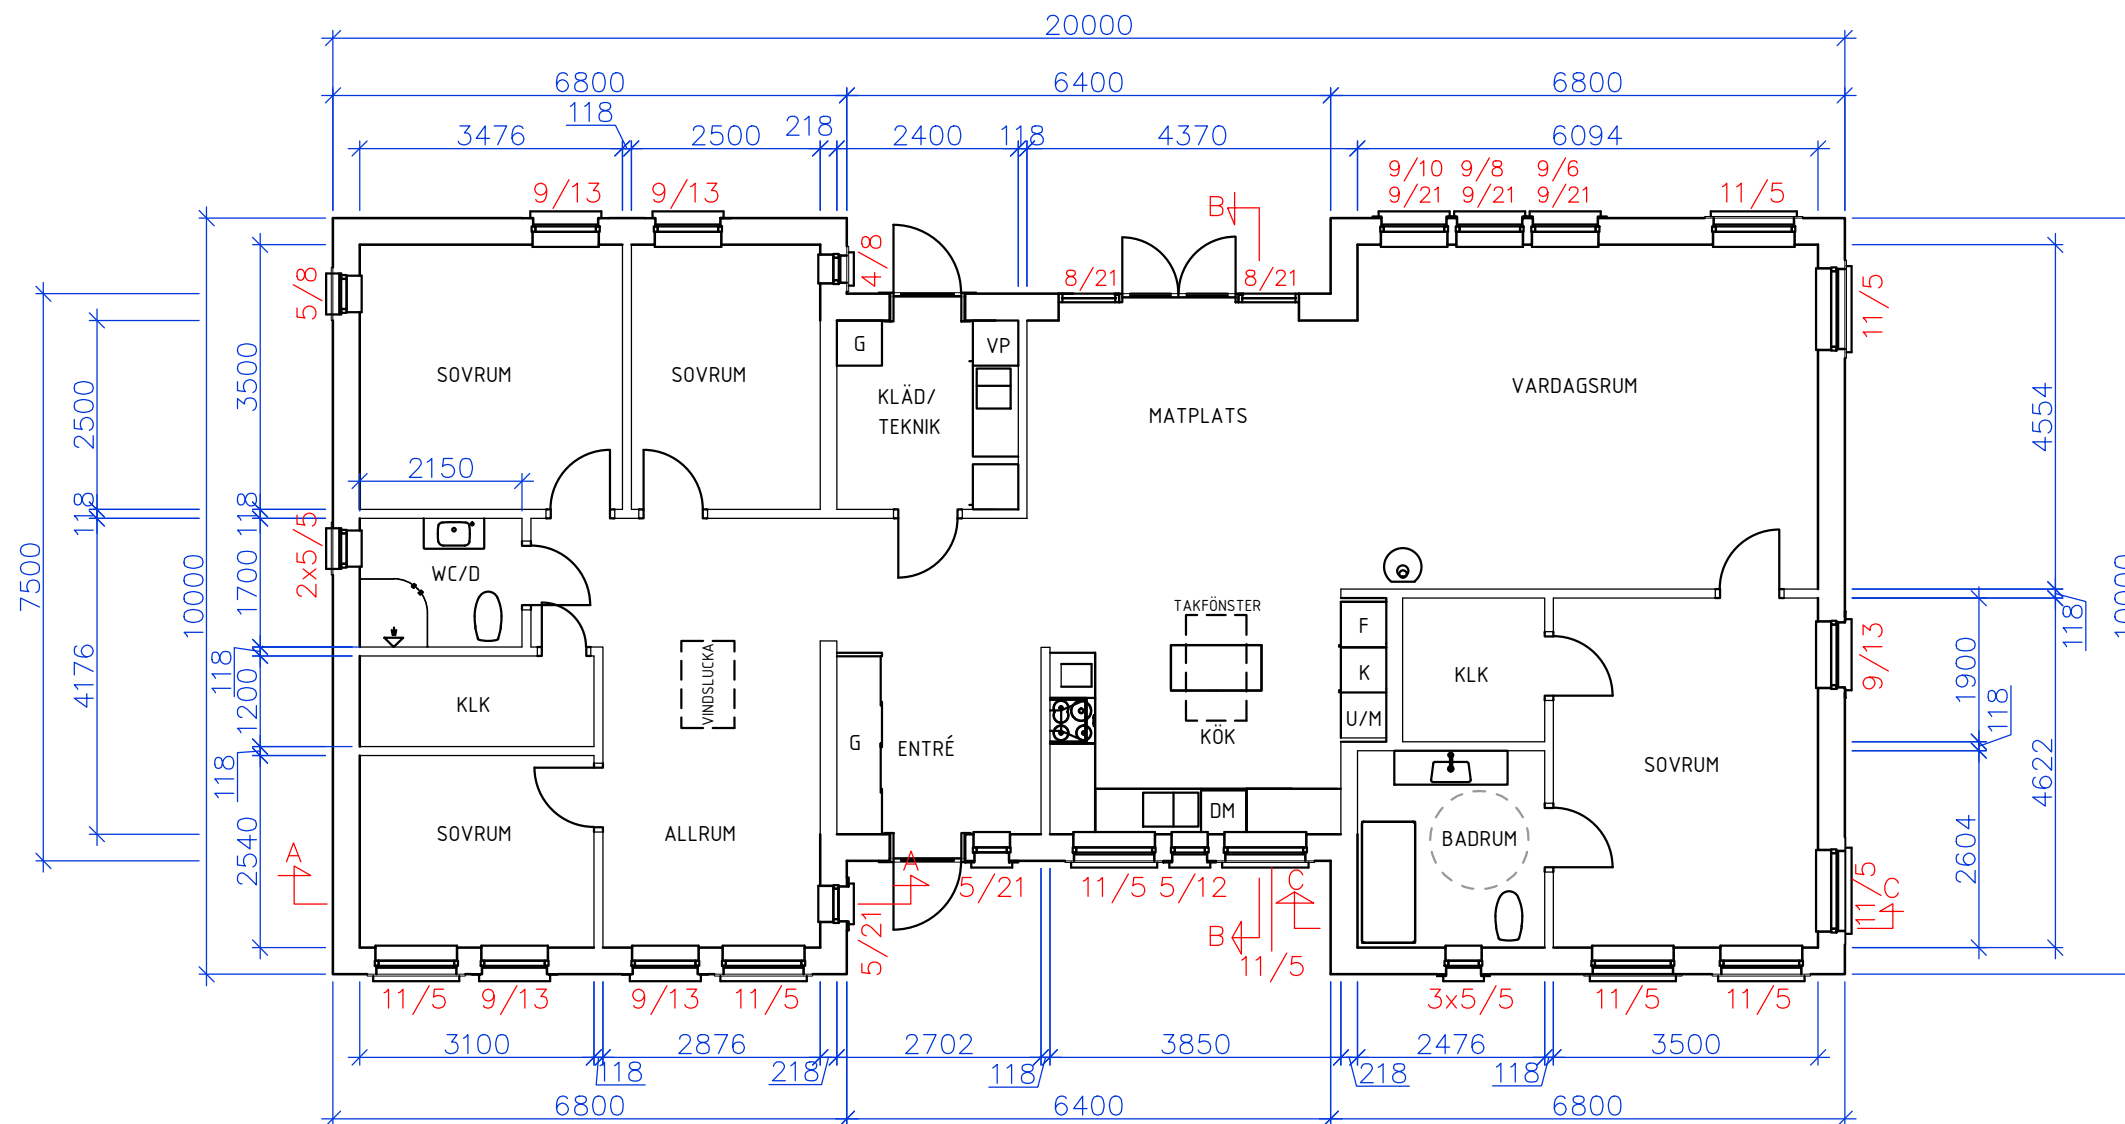 20000
6800
6400
6800
118
3476
2500
218
2400
118
4370
6094
9/10 9/8 9/6
9/21 9/21 9/21
9/13
9/13
11/5
B
4/8
8/21
8/21
5/8
11/5
SOVRUM
SOVRUM
G
VP
KLÄD/
TEKNIK
MATPLATS
VARDAGSRUM
3500
2500
4554
2150
118
118
2x5/5
7500
10000
10000
1700
WC/D
TAKFÖNSTER
F
K
U/M
KLK
KÖK
118
1900
9/13
118
4176
118
1200
KLK
VINDSLUCKA
G
ENTRÉ
SOVRUM
118
4622
2540
SOVRUM
ALLRUM
DM
BADRUM
2604
A
A
5/21
5/21
11/5
5/12
C
B
11/5
11/5
C
11/5
9/13
9/13
11/5
3x5/5
11/5
11/5
3100
118
2876
218
2702
118
3850
218
2476
118
3500
6800
6400
6800